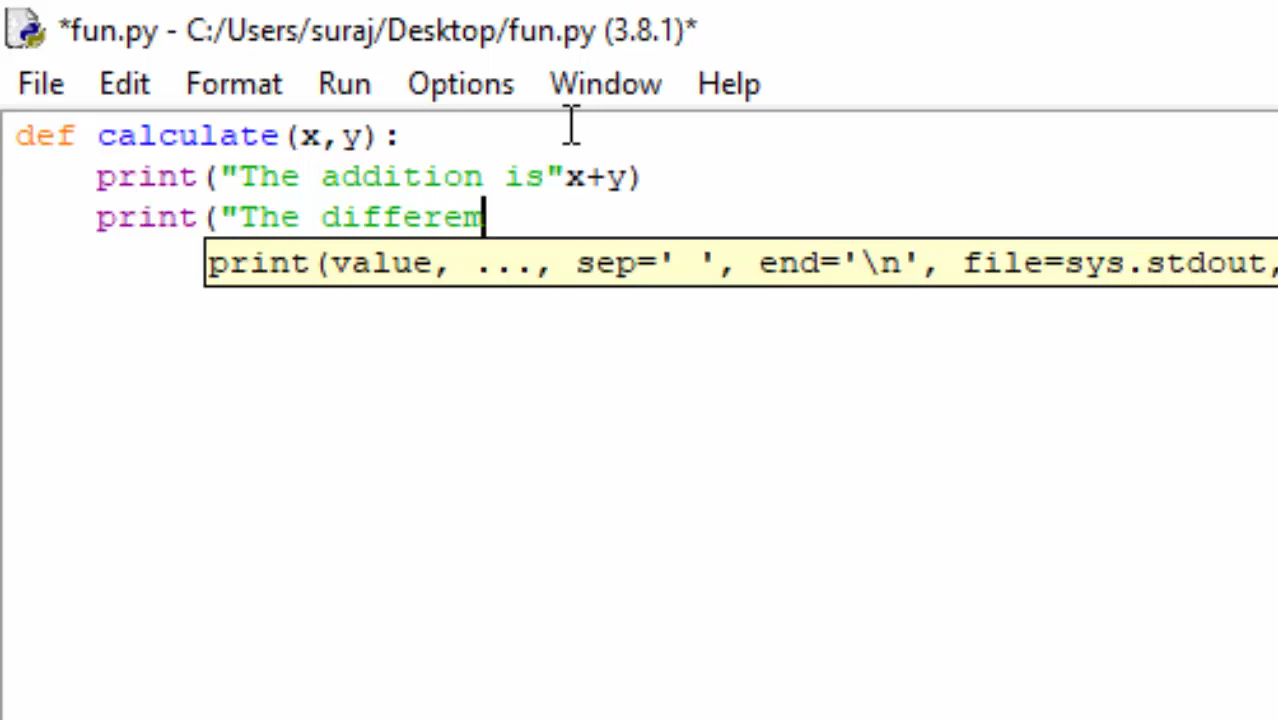 *fun.py - C:/Users/suraj/Desktop/fun.py (3.8.1)*
File Edit Format Run Options Window Help
def calculate(x,y):
    print("The addition is"x+y)
    print("The differem
print(value, ..., sep=' ', end='\n', file=sys.stdout,